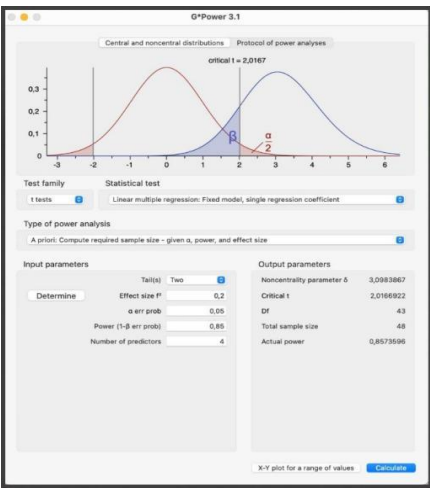 G*Power 3.1
Central and noncentral distributions Protocol of power analyses
critical t = 2,0167
0,3
0,2
0,1
0
β
α
2
-3 -2 -1 0 1 2 3 4 5 6
Test family Statistical test
t tests Linear multiple regression: Fixed model, single regression coefficient
Type of power analysis
A priori: Compute required sample size - given α, power, and effect size
Input parameters Output parameters
Tail(s) Two Noncentrality parameter δ 3,0983867
Determine Effect size f² 0,2 Critical t 2,0166922
α err prob 0,05 Df 43
Power (1-β err prob) 0,85 Total sample size 48
Number of predictors 4 Actual power 0,8573596
X-Y plot for a range of values Calculate